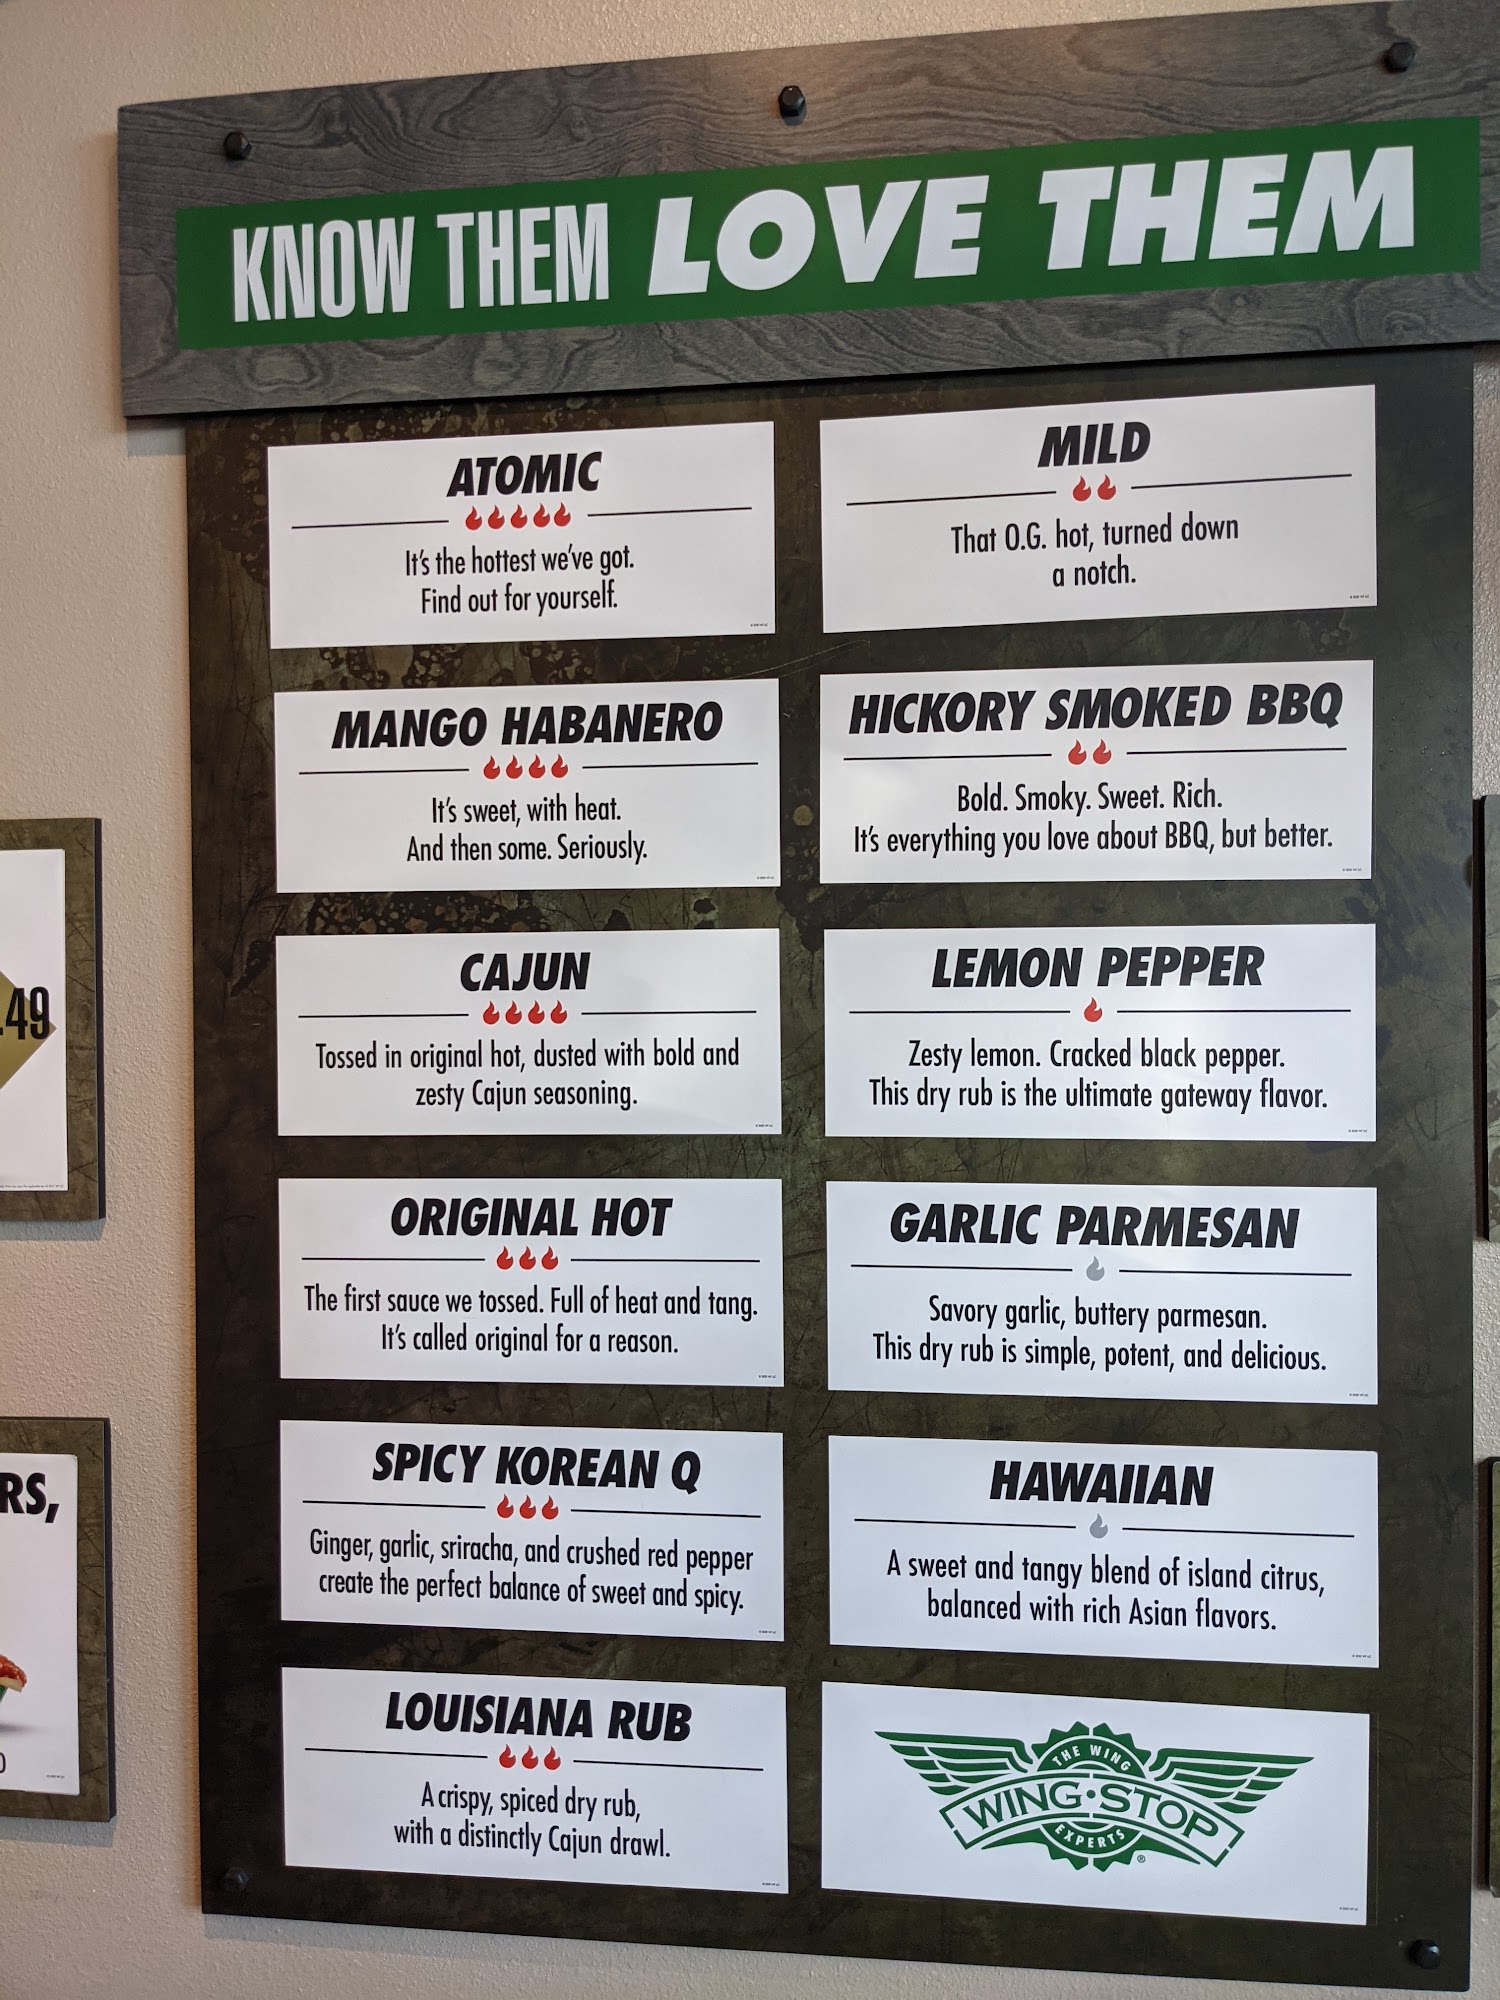 KNOW THEM LOVE THEM
ATOMIC
It's the hottest we've got.
Find out for yourself.
MANGO HABANERO
It's sweet, with heat.
And then some. Seriously.
CAJUN
Tossed in original hot, dusted with bold and
zesty Cajun seasoning.
ORIGINAL HOT
The first sauce we tossed. Full of heat and tang.
It's called original for a reason.
SPICY KOREAN Q
Ginger, garlic, sriracha, and crushed red pepper
create the perfect balance of sweet and spicy.
LOUISIANA RUB
A crispy, spiced dry rub,
with a distinctly Cajun drawl.
MILD
That O.G. hot, turned down
a notch.
HICKORY SMOKED BBQ
Bold. Smoky. Sweet. Rich.
It's everything you love about BBQ, but better.
LEMON PEPPER
Zesty lemon. Cracked black pepper.
This dry rub is the ultimate gateway flavor.
GARLIC PARMESAN
Savory garlic, buttery parmesan.
This dry rub is simple, potent, and delicious.
HAWAIIAN
A sweet and tangy blend of island citrus,
balanced with rich Asian flavors.
THE WING
WING·STOP
EXPERTS
®
.49
RS,